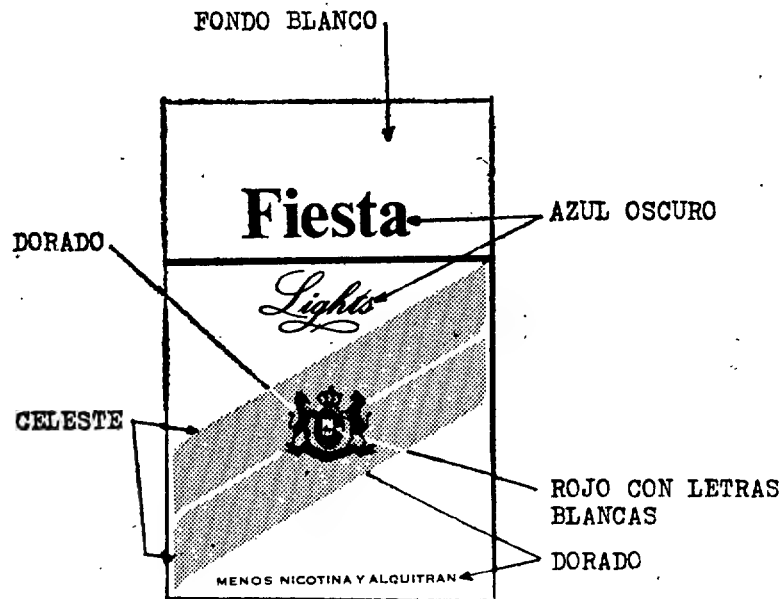 FONDO BLANCO
Fiesta
AZUL OSCURO
DORADO
Lights
CELESTE
ROJO CON LETRAS
BLANCAS
DORADO
MENOS NICOTINA Y ALQUITRAN